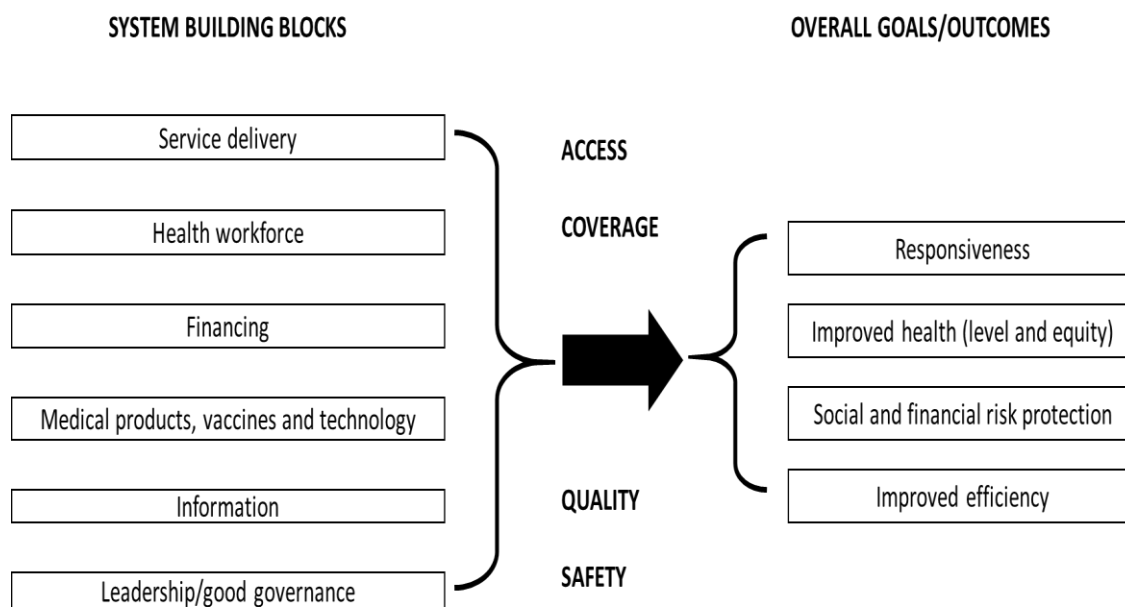 SYSTEM BUILDING BLOCKS
OVERALL GOALS/OUTCOMES
Service delivery
Health workforce
Financing
Medical products, vaccines and technology
Information
Leadership/good governance
ACCESS
COVERAGE
QUALITY
SAFETY
Responsiveness
Improved health (level and equity)
Social and financial risk protection
Improved efficiency